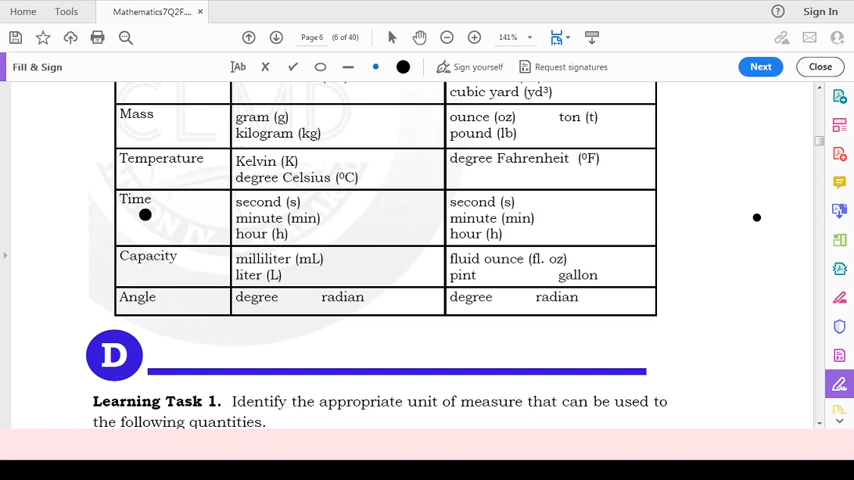 Home Tools Mathematics7Q2F... × Sign In
Page 6 (6 of 40) 141%
Fill & Sign Ab Sign yourself Request signatures Next Close
cubic yard (yd³)
Mass gram (g) ounce (oz) ton (t)
kilogram (kg) pound (lb)
Temperature Kelvin (K) degree Fahrenheit (⁰F)
degree Celsius (⁰C)
Time second (s) second (s)
minute (min) minute (min)
hour (h) hour (h)
Capacity milliliter (mL) fluid ounce (fl. oz)
liter (L) pint gallon
Angle degree radian degree radian
D
Learning Task 1. Identify the appropriate unit of measure that can be used to
the following quantities.